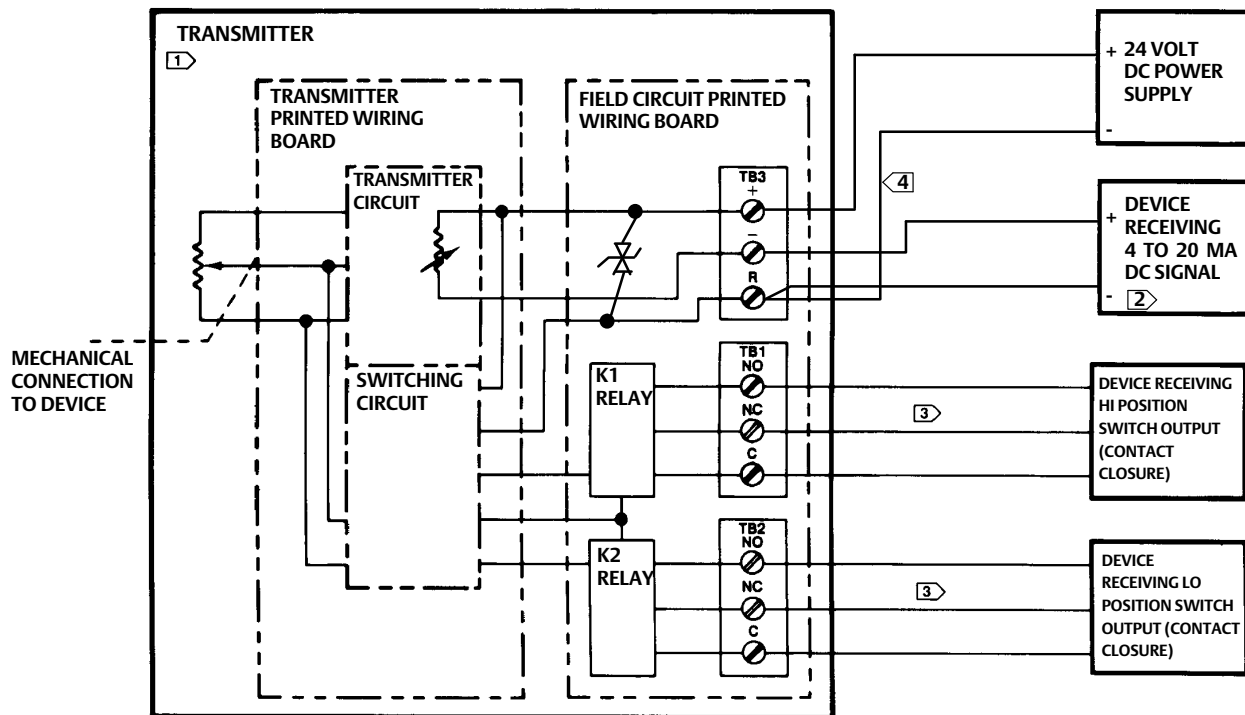 TRANSMITTER
1
TRANSMITTER
PRINTED WIRING
BOARD
FIELD CIRCUIT PRINTED
WIRING BOARD
TRANSMITTER
CIRCUIT
SWITCHING
CIRCUIT
MECHANICAL
CONNECTION
TO DEVICE
TB3
+
−
R
K1
RELAY
TB1
NO
NC
C
K2
RELAY
TB2
NO
NC
C
4
3
3
+ 24 VOLT
DC POWER
SUPPLY
-
DEVICE
+ RECEIVING
4 TO 20 MA
DC SIGNAL
- 2
DEVICE RECEIVING
HI POSITION
SWITCH OUTPUT
(CONTACT
CLOSURE)
DEVICE
RECEIVING LO
POSITION SWITCH
OUTPUT (CONTACT
CLOSURE)